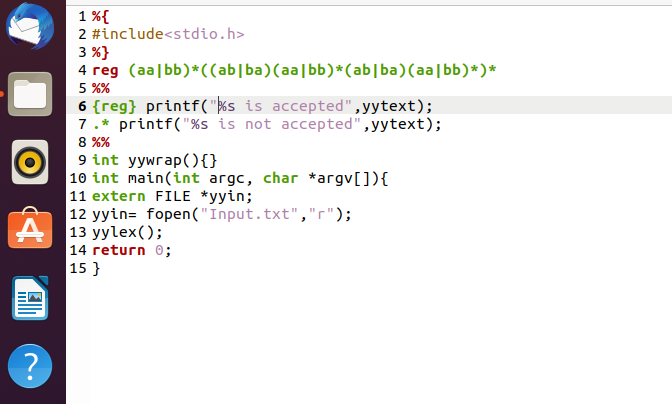 1 %{
2 #include<stdio.h>
3 %}
4 reg (aa|bb)*((ab|ba)(aa|bb)*(ab|ba)(aa|bb)*)*
5 %%
6 {reg} printf("%s is accepted",yytext);
7 .* printf("%s is not accepted",yytext);
8 %%
9 int yywrap(){}
10 int main(int argc, char *argv[]){
11 extern FILE *yyin;
12 yyin= fopen("Input.txt","r");
13 yylex();
14 return 0;
15 }